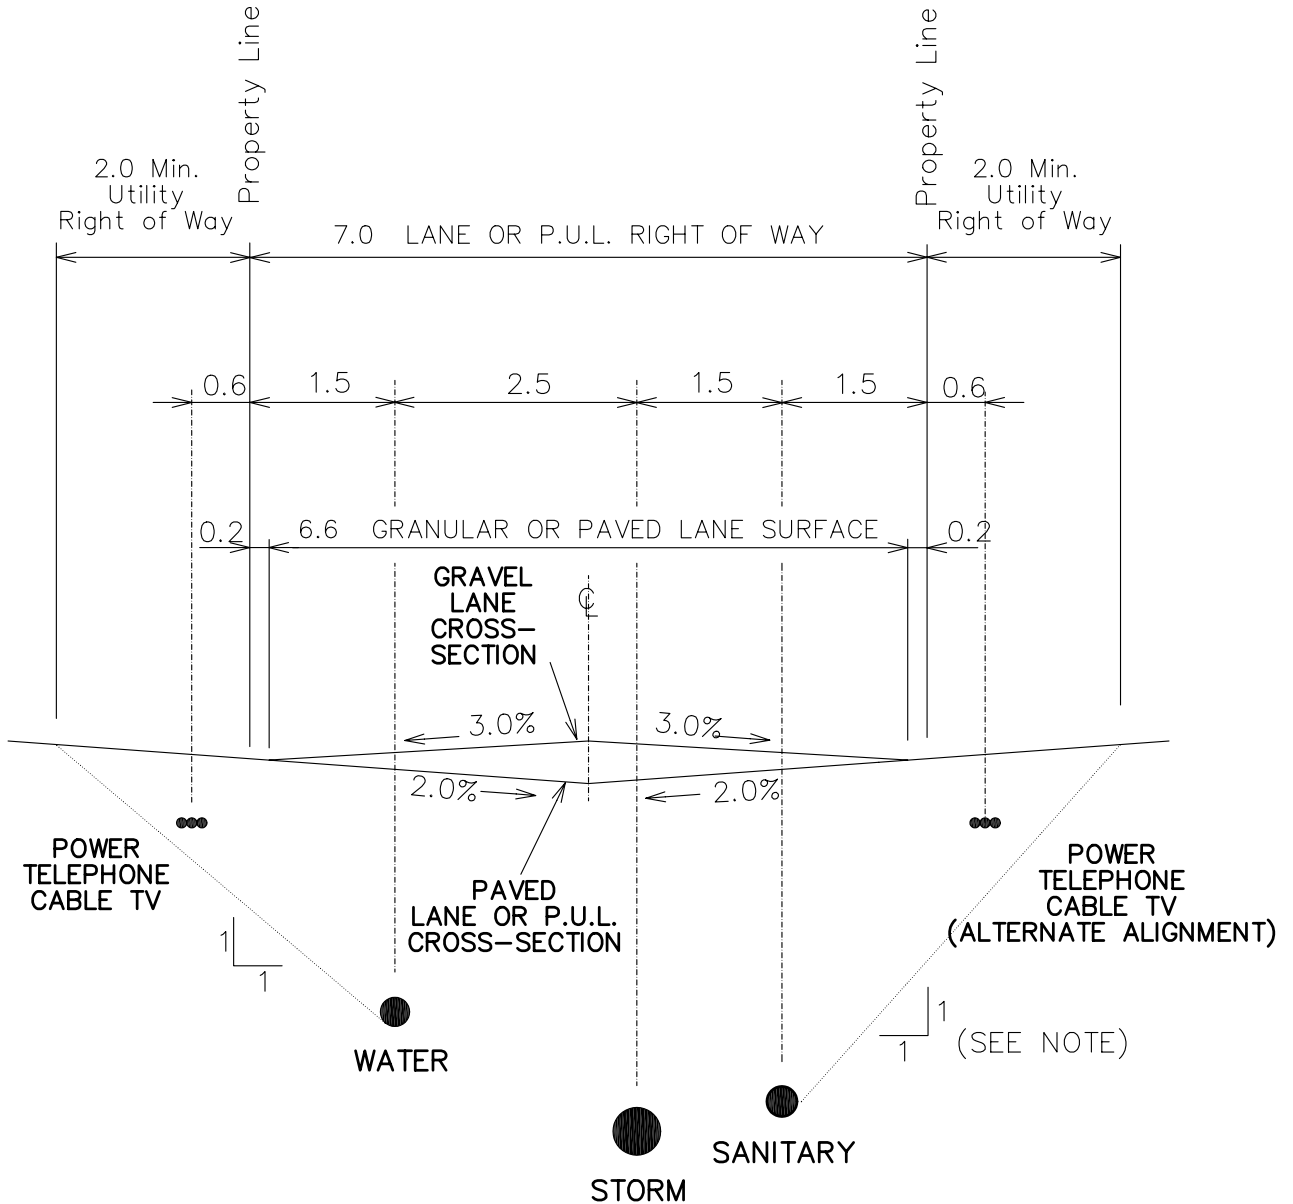 Property Line
Property Line
2.0 Min.
Utility
Right of Way
2.0 Min.
Utility
Right of Way
7.0 LANE OR P.U.L. RIGHT OF WAY
0.6
1.5
2.5
1.5
1.5
0.6
0.2
6.6 GRANULAR OR PAVED LANE SURFACE
0.2
GRAVEL
LANE
CROSS-
SECTION
℄
3.0%
3.0%
2.0%
2.0%
POWER
TELEPHONE
CABLE TV
PAVED
LANE OR P.U.L.
CROSS-SECTION
POWER
TELEPHONE
CABLE TV
(ALTERNATE ALIGNMENT)
1
1
1
1
(SEE NOTE)
WATER
SANITARY
STORM